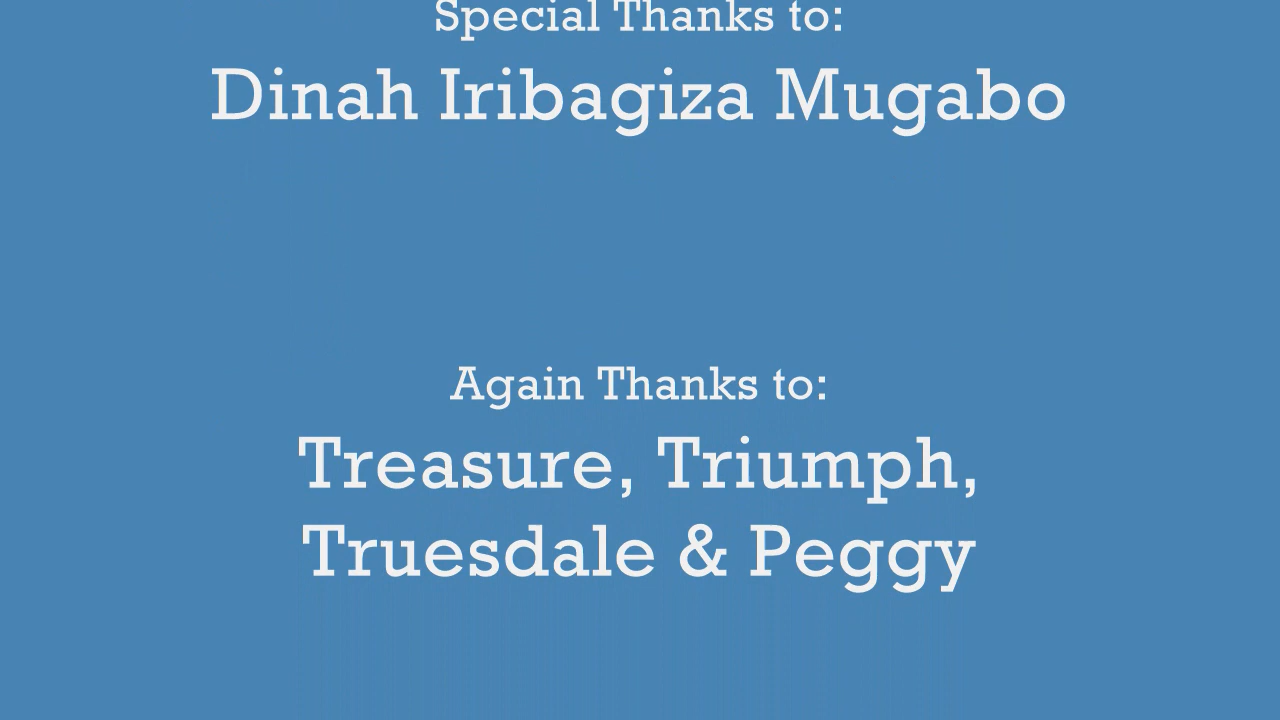 Special Thanks to:
Dinah Iribagiza Mugabo
Again Thanks to:
Treasure, Triumph,
Truesdale & Peggy